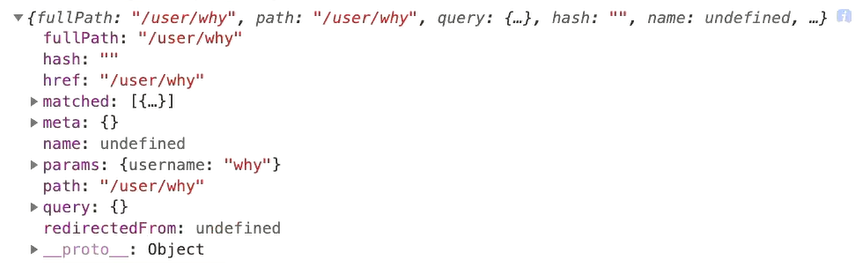 {fullPath: "/user/why", path: "/user/why", query: {…}, hash: "", name: undefined, …} i
fullPath: "/user/why"
hash: ""
href: "/user/why"
matched: [{…}]
meta: {}
name: undefined
params: {username: "why"}
path: "/user/why"
query: {}
redirectedFrom: undefined
__proto__: Object